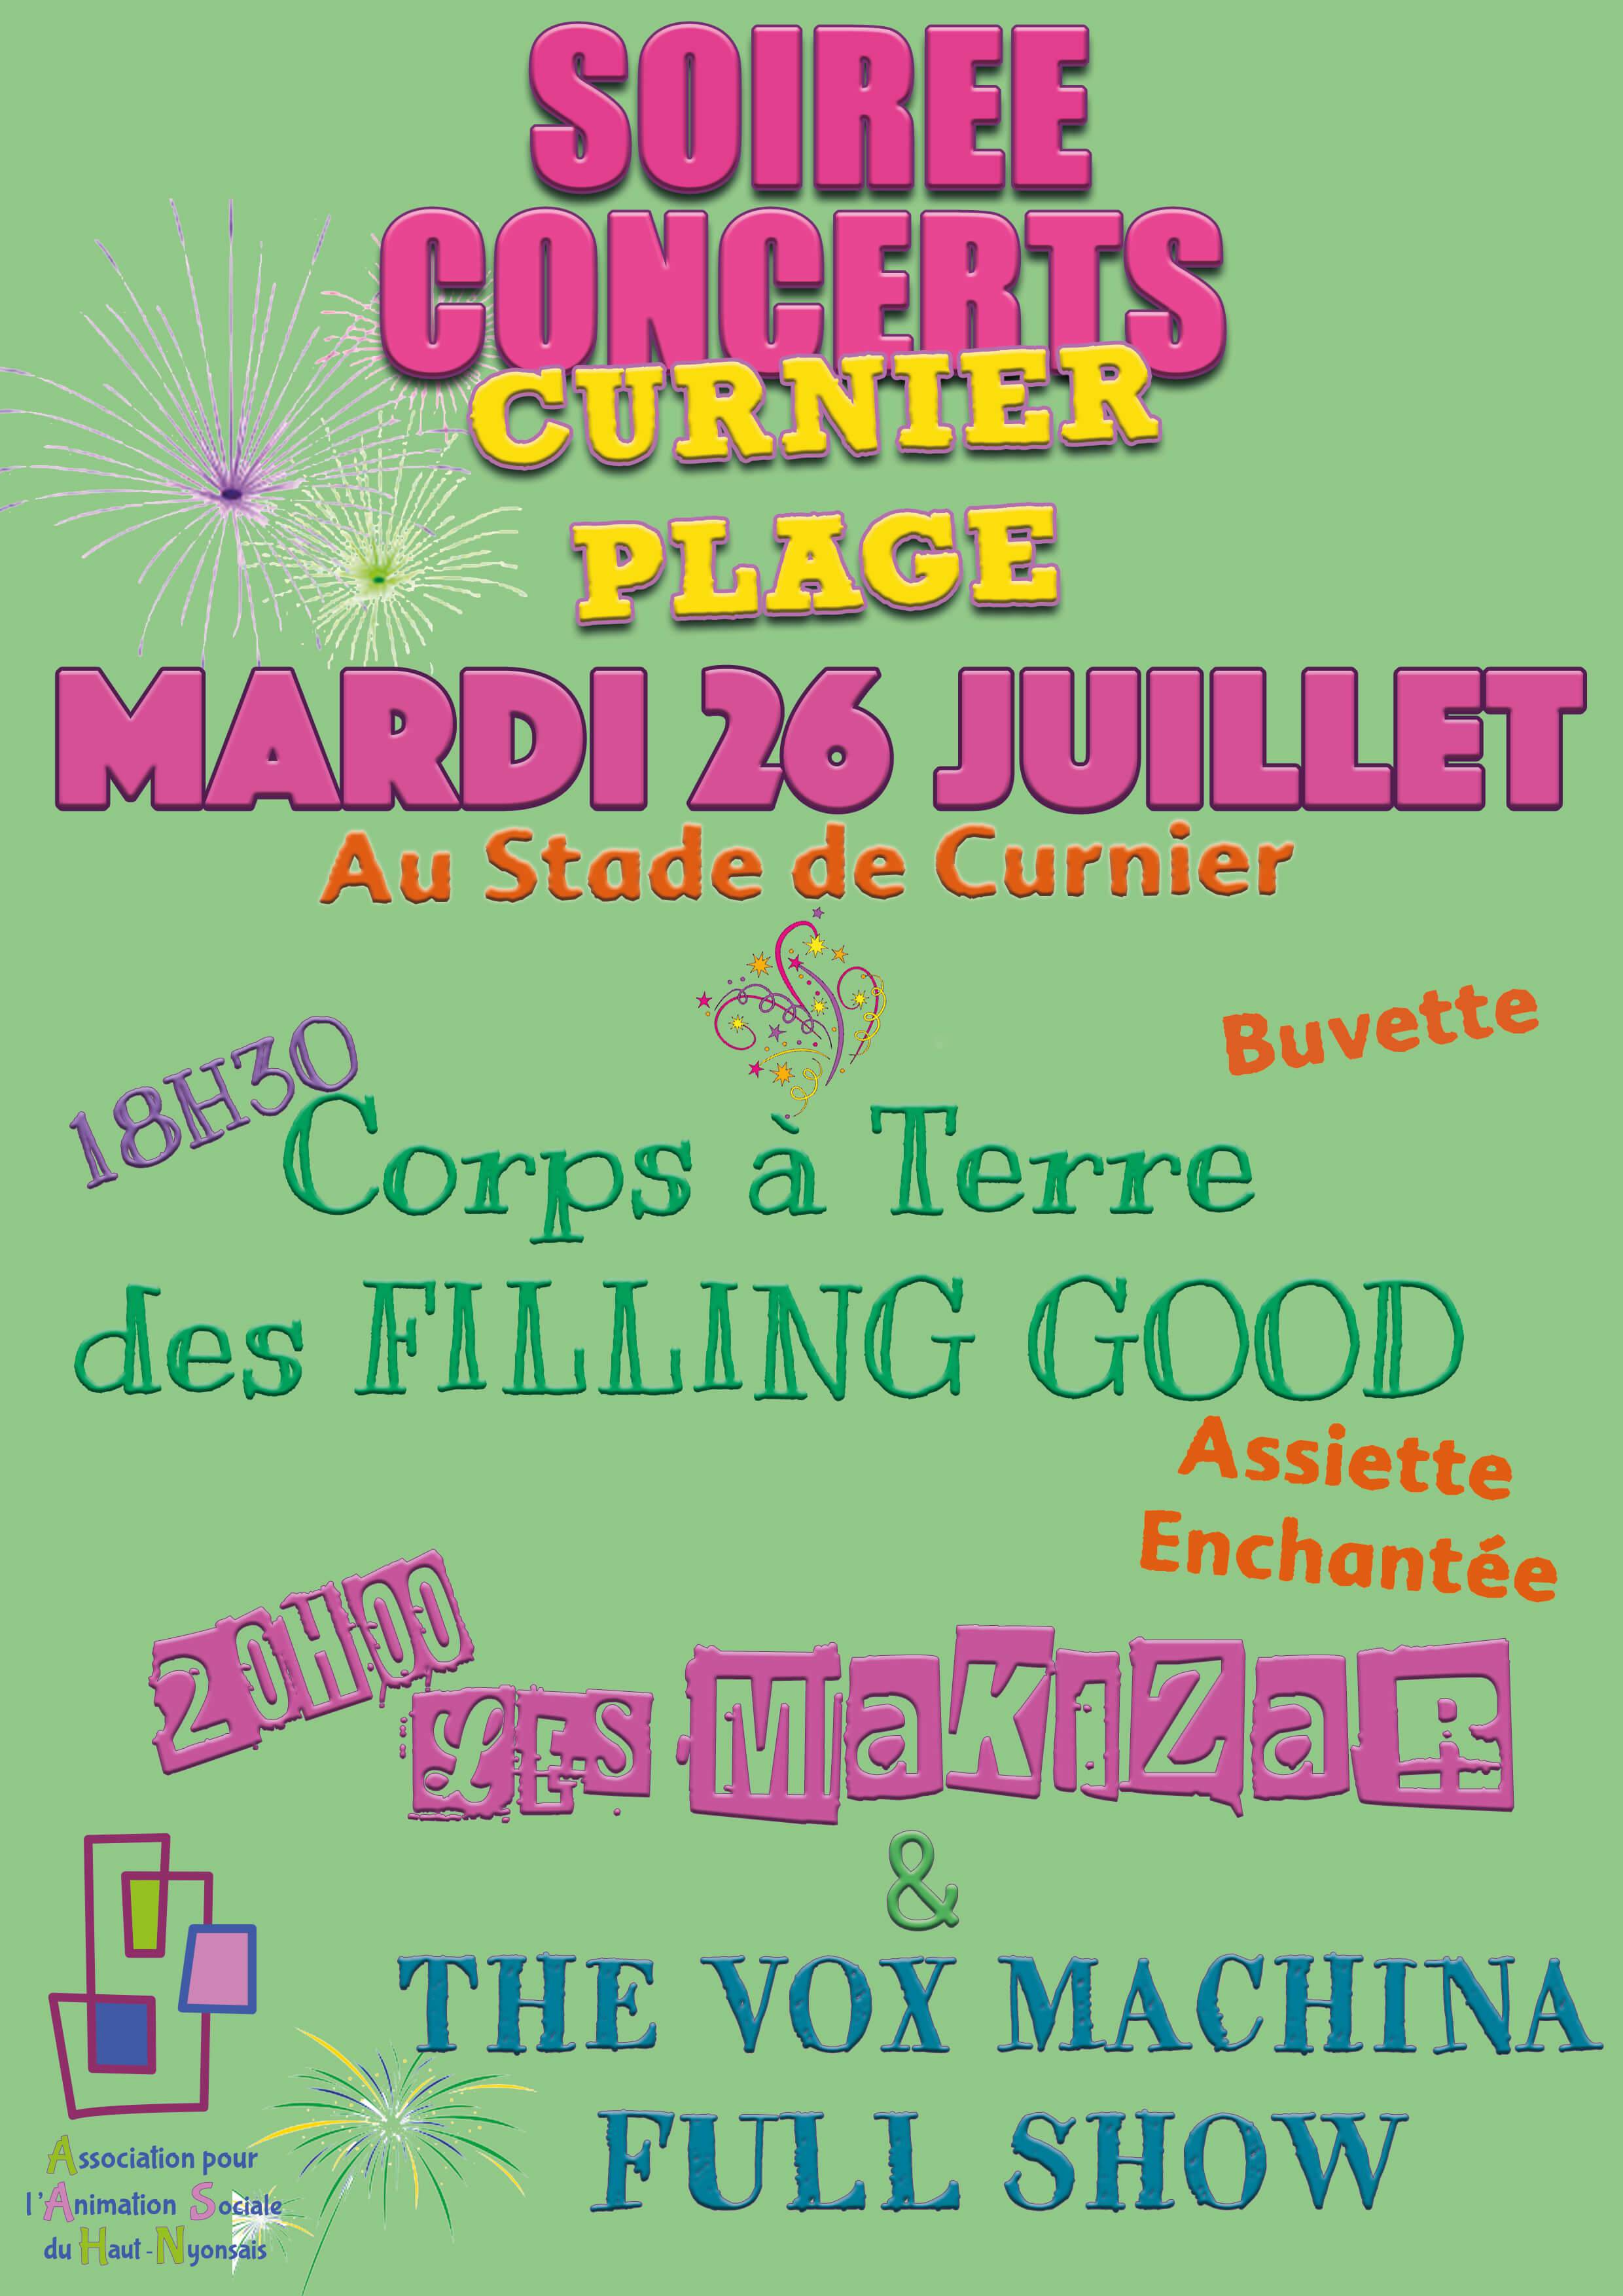 SOIREE
CONCERTS
CURNIER
PLAGE
MARDI 26 JUILLET
Au Stade de Curnier
Buvette
18H30
Corps à Terre
des FILLING GOOD
Assiette
Enchantée
20H00
LES MaKIZaR
&
THE VOX MACHINA
FULL SHOW
Association pour
l'Animation Sociale
du Haut-Nyonsais